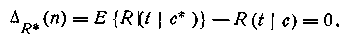 Δ_{R*}(n) = E {R(t | c*)} − R(t | c) = 0,